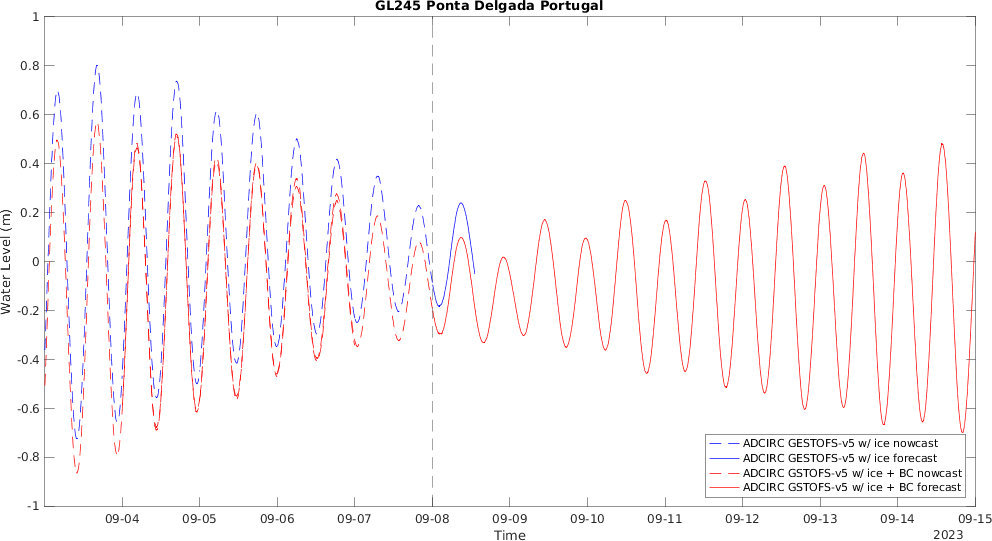 GL245 Ponta Delgada Portugal
1
0.8
0.6
0.4
0.2
0
-0.2
-0.4
-0.6
-0.8
-1
Water Level (m)
ADCIRC GESTOFS-v5 w/ ice nowcast
ADCIRC GESTOFS-v5 w/ ice forecast
ADCIRC GSTOFS-v5 w/ ice + BC nowcast
ADCIRC GSTOFS-v5 w/ ice + BC forecast
09-04 09-05 09-06 09-07 09-08 09-09 09-10 09-11 09-12 09-13 09-14 09-15
Time
2023